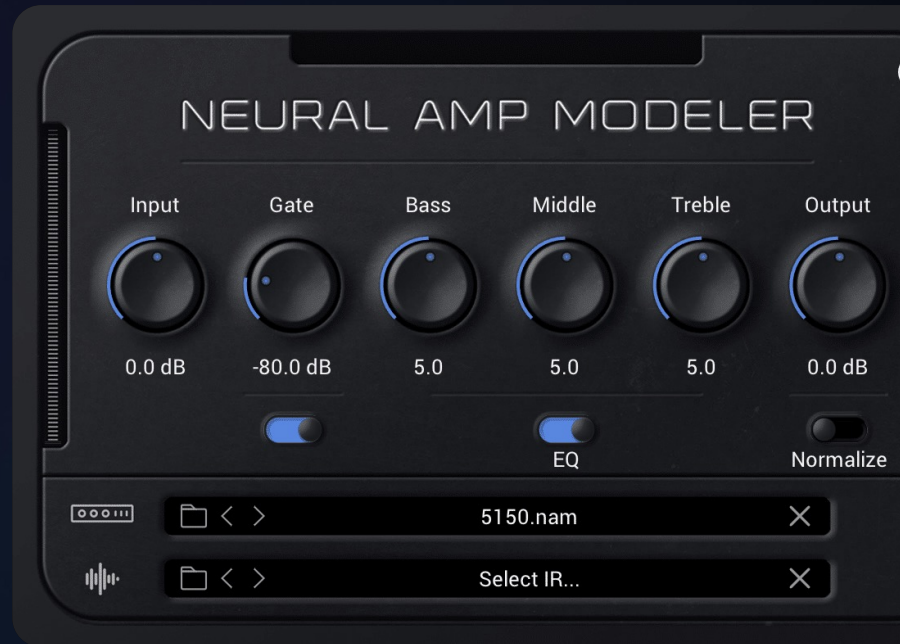 NEURAL AMP MODELER
Input Gate Bass Middle Treble Output
0.0 dB -80.0 dB 5.0 5.0 5.0 0.0 dB
EQ Normalize
5150.nam
Select IR...